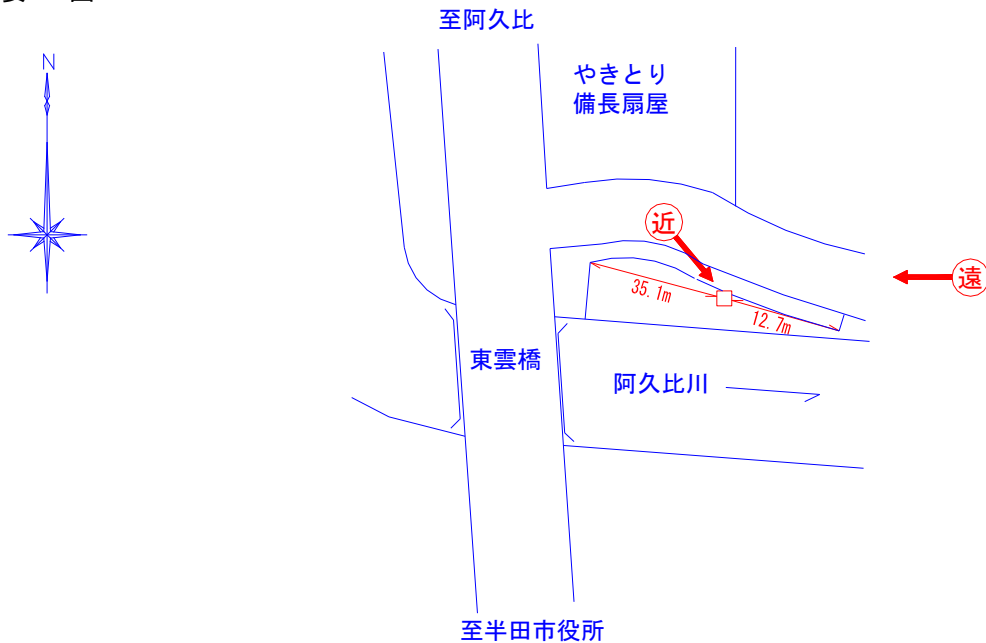 図
至阿久比
N
やきとり
備長扇屋
近
遠
35.1m
12.7m
東雲橋
阿久比川
至半田市役所